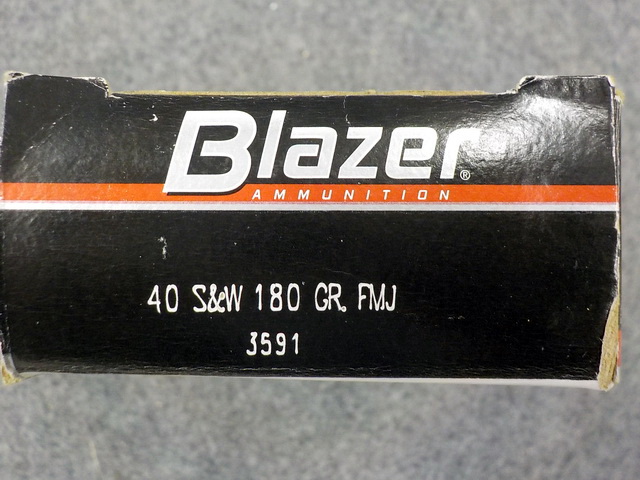 Blazer®
AMMUNITION
40 S&W 180 GR. FMJ
3591